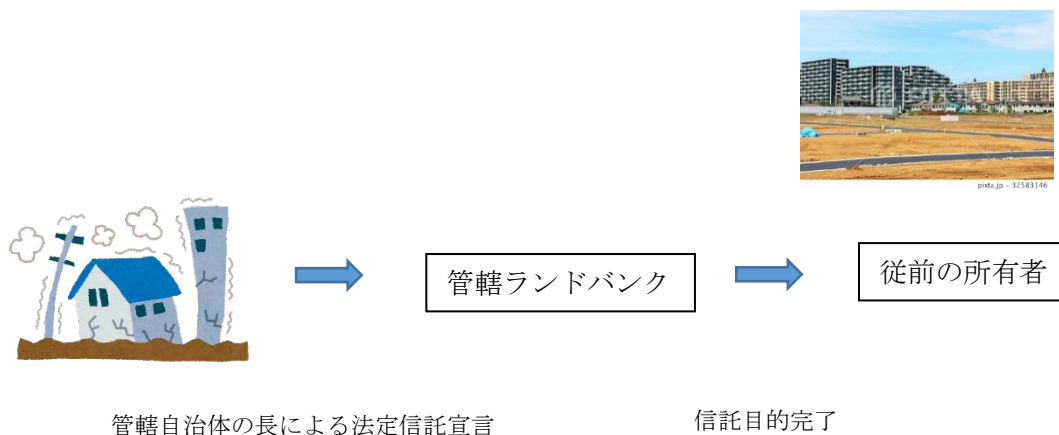 pixta.jp - 32583146
管轄ランドバンク
従前の所有者
管轄自治体の長による法定信託宣言
信託目的完了